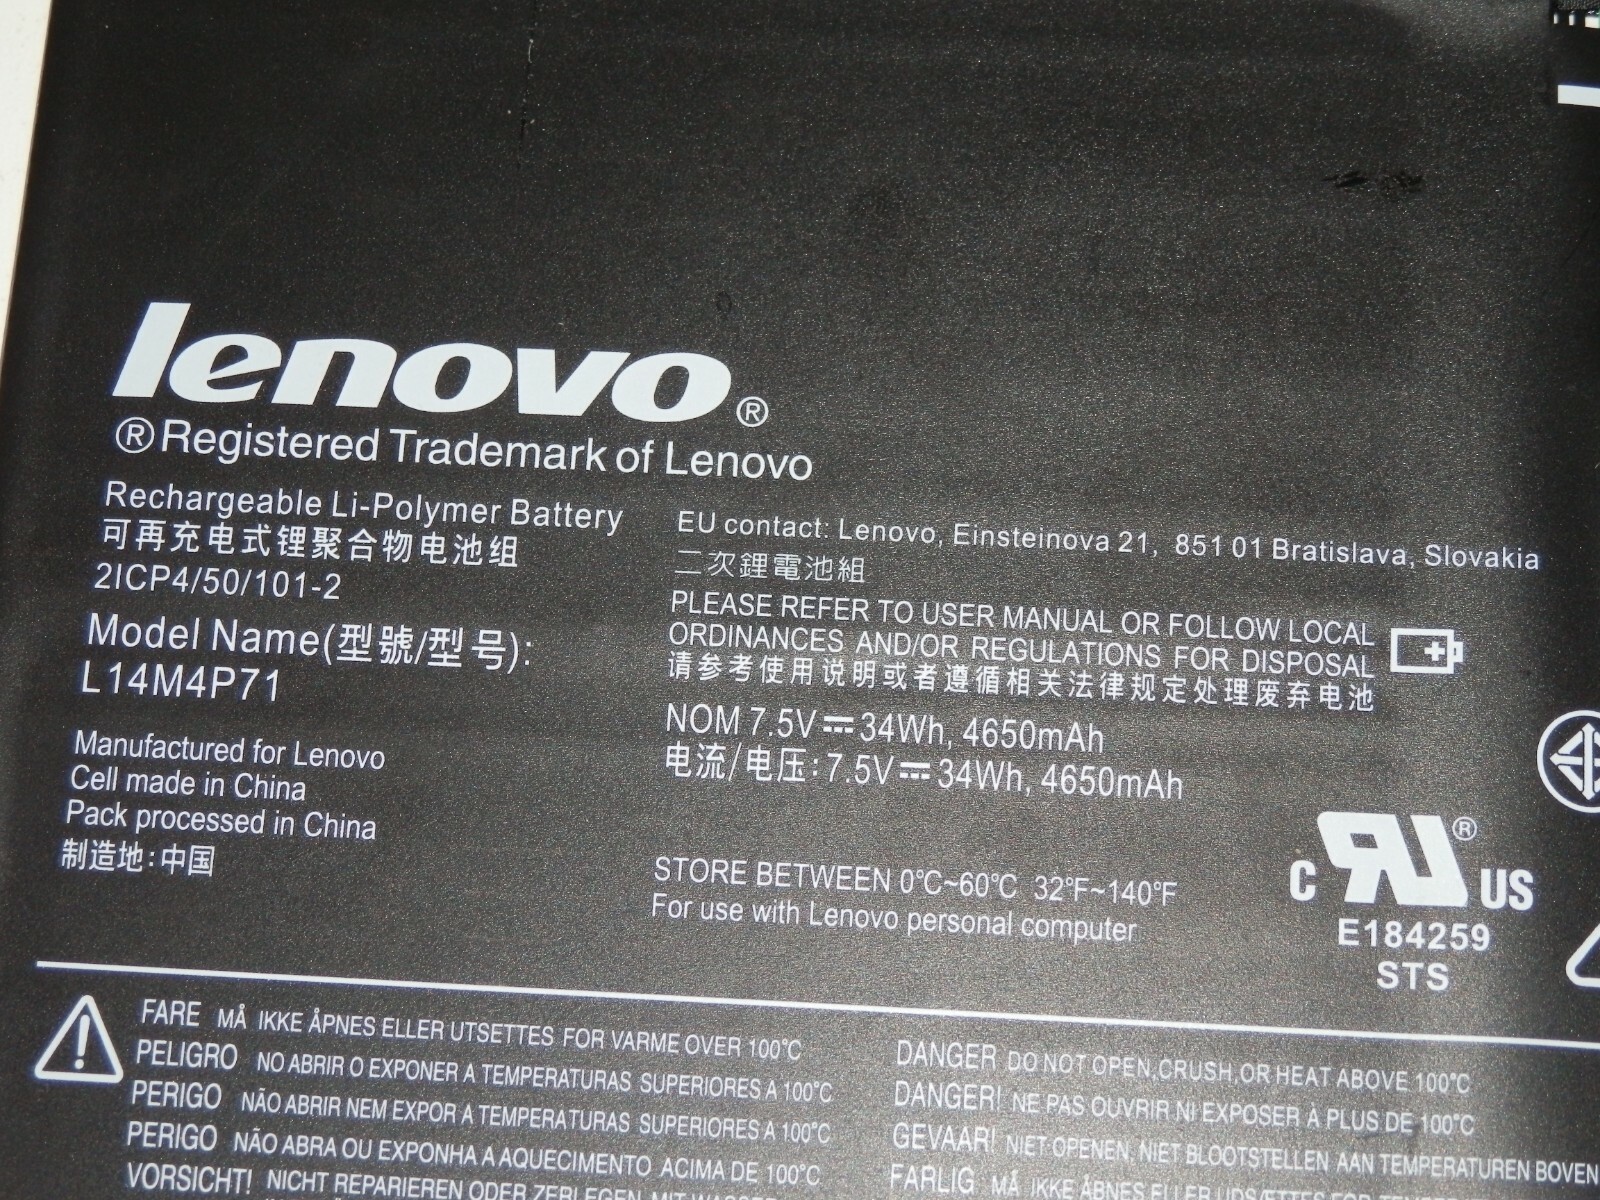 lenovo®
® Registered Trademark of Lenovo
Rechargeable Li-Polymer Battery
可再充电式锂聚合物电池组
2ICP4/50/101-2
Model Name(型號/型号):
L14M4P71
Manufactured for Lenovo
Cell made in China
Pack processed in China
制造地:中国
EU contact: Lenovo, Einsteinova 21, 851 01 Bratislava, Slovakia
二次鋰電池組
PLEASE REFER TO USER MANUAL OR FOLLOW LOCAL
ORDINANCES AND/OR REGULATIONS FOR DISPOSAL
请参考使用说明或者遵循相关法律规定处理废弃电池
NOM 7.5V⎓34Wh, 4650mAh
电流/电压:7.5V⎓34Wh, 4650mAh
STORE BETWEEN 0°C~60°C 32°F~140°F
For use with Lenovo personal computer
c RU® US
E184259
STS
FARE MÅ IKKE ÅPNES ELLER UTSETTES FOR VARME OVER 100°C
PELIGRO NO ABRIR O EXPONER A TEMPERATURAS SUPERIORES A 100°C
PERIGO NÃO ABRIR NEM EXPOR A TEMPERATURAS SUPERIORES A 100°C
PERIGO NÃO ABRA OU EXPONHA A AQUECIMENTO ACIMA DE 100°C
VORSICHT! NICHT REPARIEREN ODER ZERLEGEN
DANGER DO NOT OPEN,CRUSH,OR HEAT ABOVE 100°C
DANGER! NE PAS OUVRIR NI EXPOSER À PLUS DE 100°C
GEVAAR! NIET OPENEN, NIET BLOOTSTELLEN AAN TEMPERATUREN BOVEN
FARLIG MÅ IKKE ÅBNES ELLER UDSÆTTES FOR